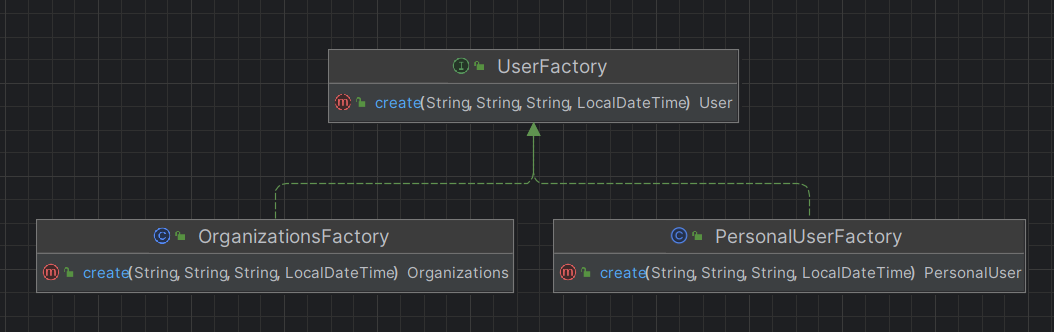 UserFactory
create(String, String, String, LocalDateTime) User
OrganizationsFactory
create(String, String, String, LocalDateTime) Organizations
PersonalUserFactory
create(String, String, String, LocalDateTime) PersonalUser